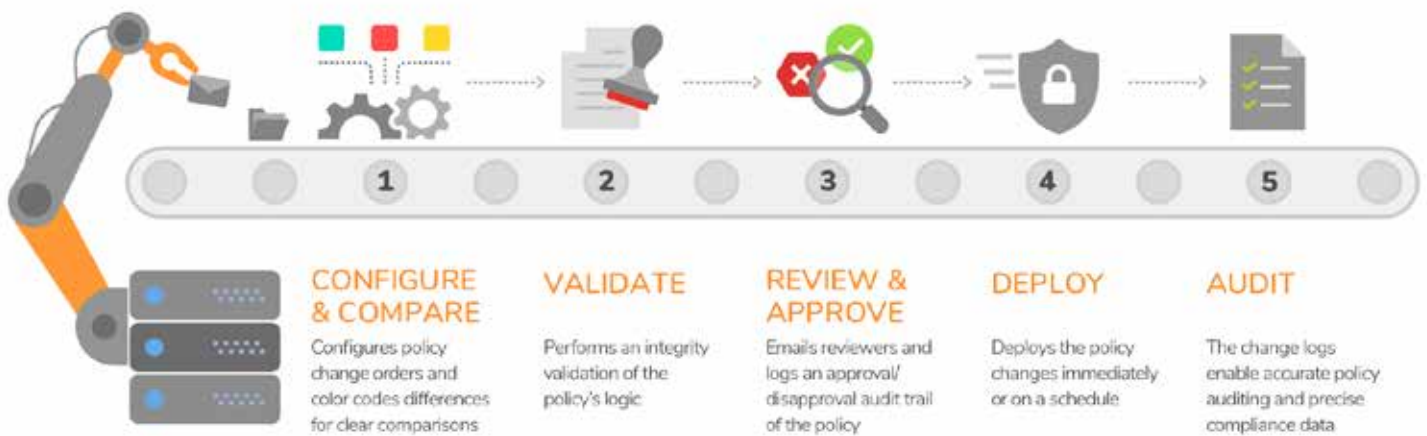 1
2
3
4
5
CONFIGURE
& COMPARE
Configures policy
change orders and
color codes differences
for clear comparisons
VALIDATE
Performs an integrity
validation of the
policy's logic
REVIEW &
APPROVE
Emails reviewers and
logs an approval/
disapproval audit trail
of the policy
DEPLOY
Deploys the policy
changes immediately
or on a schedule
AUDIT
The change logs
enable accurate policy
auditing and precise
compliance data